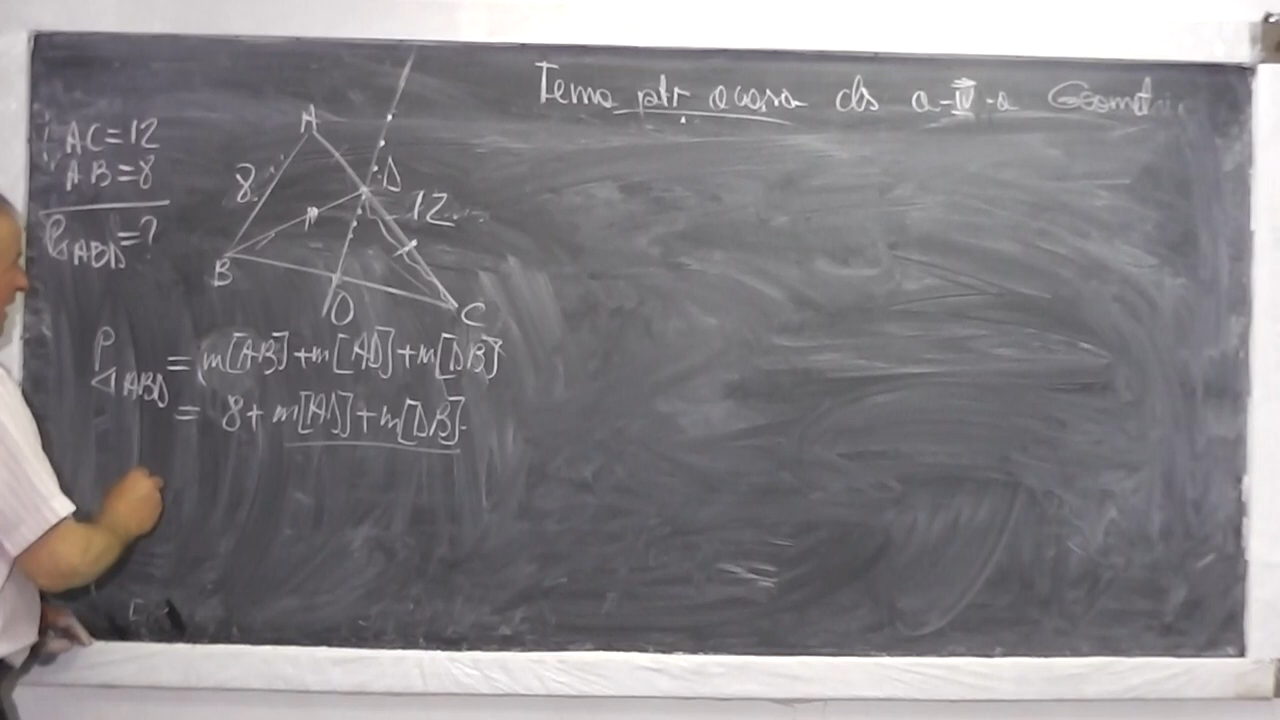 Tema ptr acasa cls a-IV-a Geometri
AC=12
AB=8
P ABD=?
A
8
D
12
B
O
C
P ABD = m[AB]+m[AD]+m[DB]
= 8+m[AD]+m[DB]